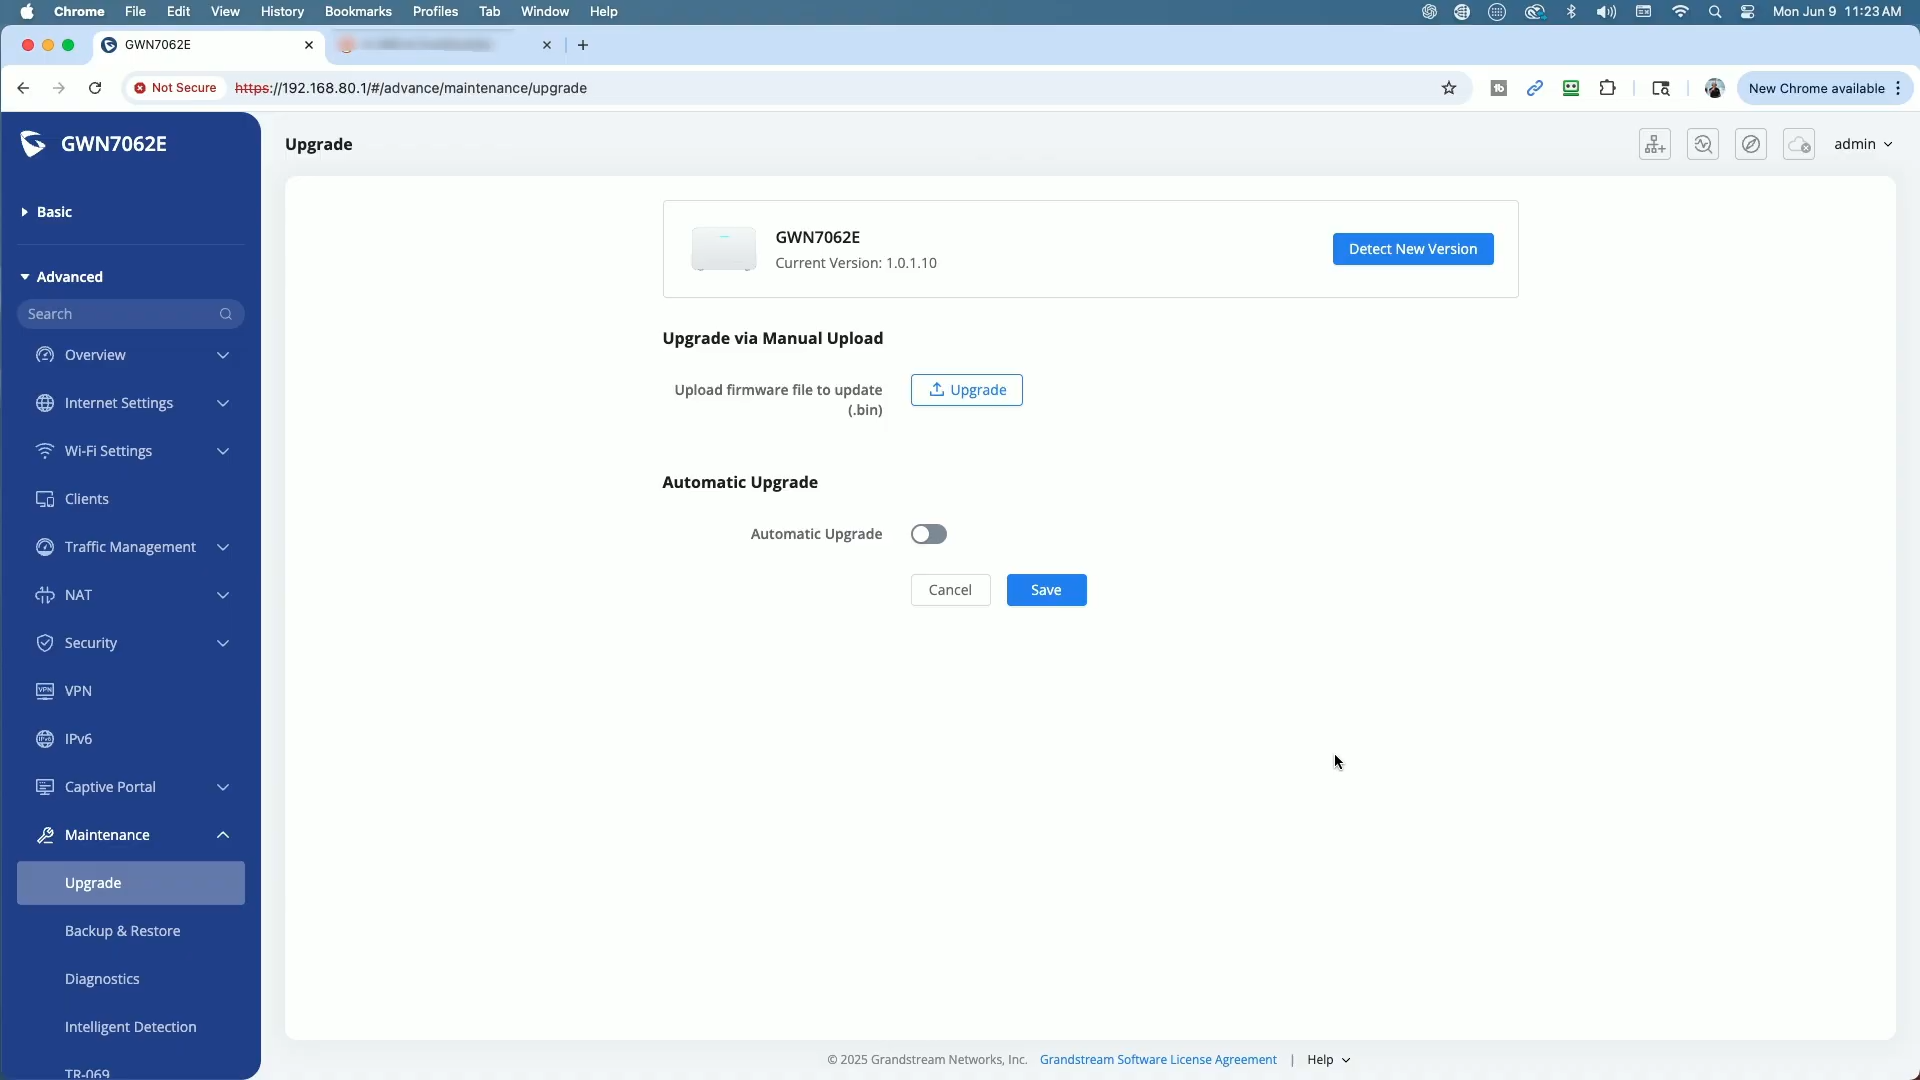 Chrome File Edit View History Bookmarks Profiles Tab Window Help Mon Jun 9 11:23 AM
GWN7062E
Not Secure https://192.168.80.1/#/advance/maintenance/upgrade New Chrome available
GWN7062E
Upgrade
admin
Basic
Advanced
Search
Overview
Internet Settings
Wi-Fi Settings
Clients
Traffic Management
NAT
Security
VPN
IPv6
Captive Portal
Maintenance
Upgrade
Backup & Restore
Diagnostics
Intelligent Detection
TR-069
GWN7062E
Current Version: 1.0.1.10
Detect New Version
Upgrade via Manual Upload
Upload firmware file to update
(.bin)
Upgrade
Automatic Upgrade
Automatic Upgrade
Cancel Save
© 2025 Grandstream Networks, Inc. Grandstream Software License Agreement | Help